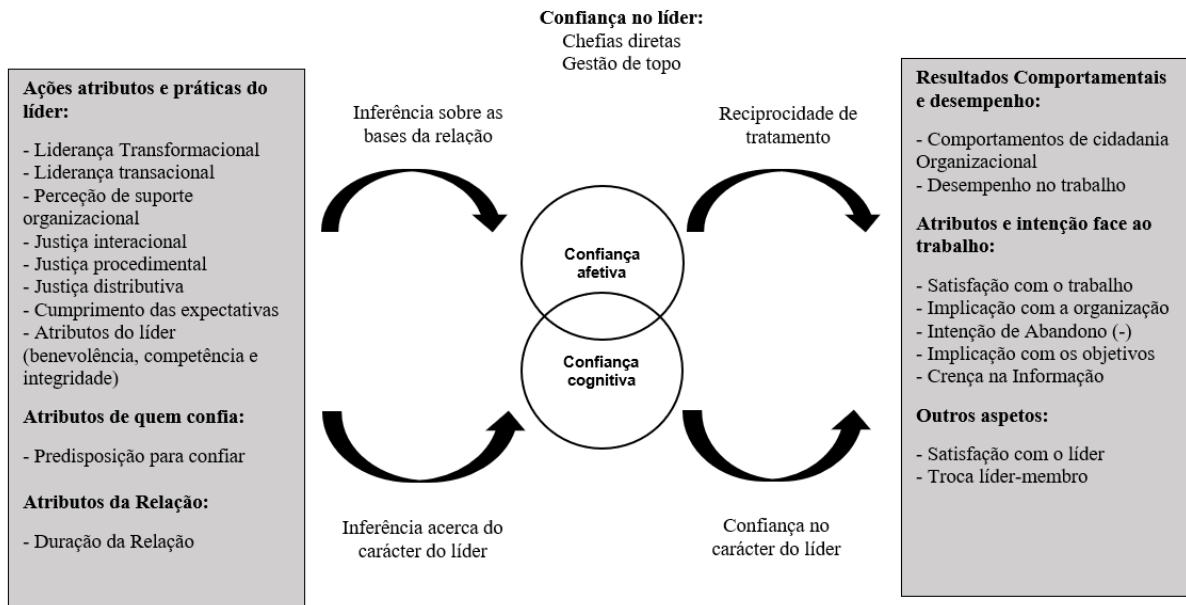 Confiança no líder:
Chefias diretas
Gestão de topo
Ações atributos e práticas do
líder:
- Liderança Transformacional
- Liderança transacional
- Perceção de suporte
organizacional
- Justiça interacional
- Justiça procedimental
- Justiça distributiva
- Cumprimento das expectativas
- Atributos do líder
(benevolência, competência e
integridade)
Atributos de quem confia:
- Predisposição para confiar
Atributos da Relação:
- Duração da Relação
Inferência sobre as
bases da relação
Inferência acerca do
carácter do líder
Confiança
afetiva
Confiança
cognitiva
Reciprocidade de
tratamento
Confiança no
carácter do líder
Resultados Comportamentais
e desempenho:
- Comportamentos de cidadania
Organizacional
- Desempenho no trabalho
Atributos e intenção face ao
trabalho:
- Satisfação com o trabalho
- Implicação com a organização
- Intenção de Abandono (-)
- Implicação com os objetivos
- Crença na Informação
Outros aspetos:
- Satisfação com o líder
- Troca líder-membro